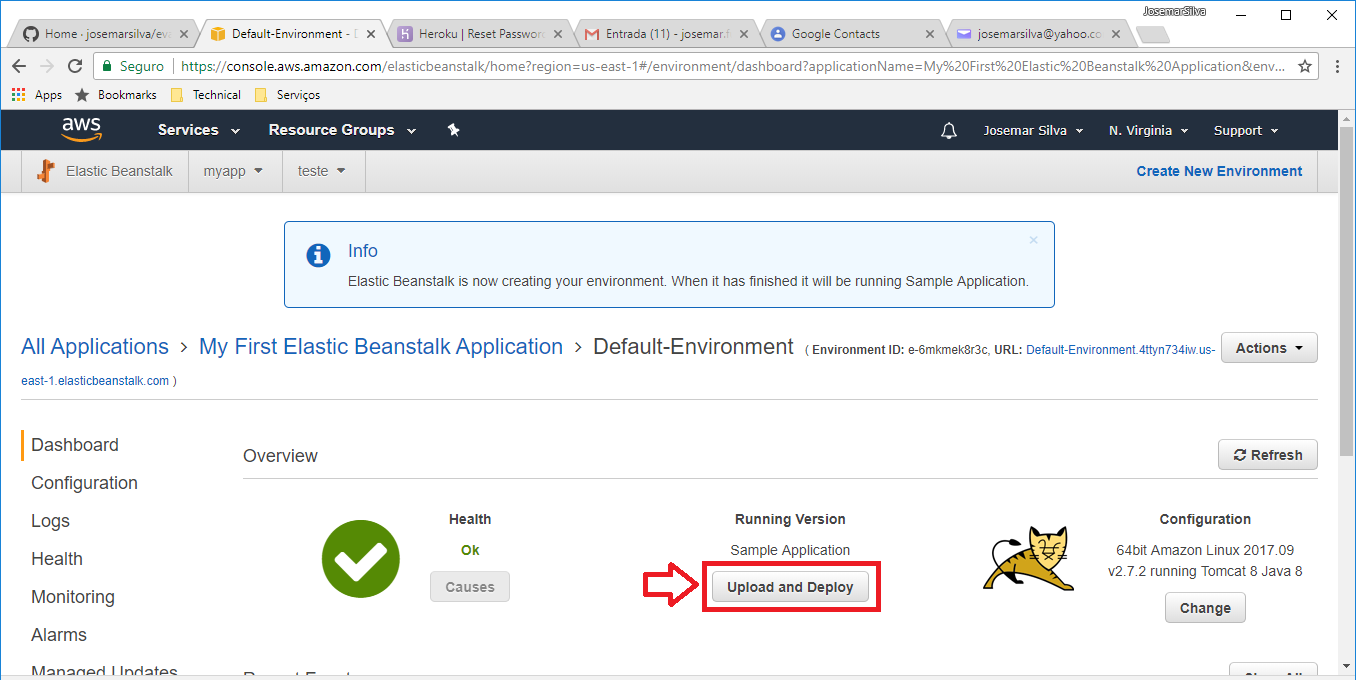 JosemarSilva
Home · josemarsilva/eva
Default-Environment - D
Heroku | Reset Password
Entrada (11) - josemar.f
Google Contacts
josemarsilva@yahoo.co
Seguro | https://console.aws.amazon.com/elasticbeanstalk/home?region=us-east-1#/environment/dashboard?applicationName=My%20First%20Elastic%20Beanstalk%20Application&env...
Apps Bookmarks Technical Serviços
aws Services Resource Groups Josemar Silva N. Virginia Support
Elastic Beanstalk myapp teste Create New Environment
Info ×
Elastic Beanstalk is now creating your environment. When it has finished it will be running Sample Application.
All Applications > My First Elastic Beanstalk Application > Default-Environment ( Environment ID: e-6mkmek8r3c, URL: Default-Environment.4ttyn734iw.us-
east-1.elasticbeanstalk.com )
Actions
Dashboard
Configuration
Logs
Health
Monitoring
Alarms
Managed Updates
Overview
Refresh
Health
Ok
Causes
Running Version
Sample Application
Upload and Deploy
Configuration
64bit Amazon Linux 2017.09
v2.7.2 running Tomcat 8 Java 8
Change